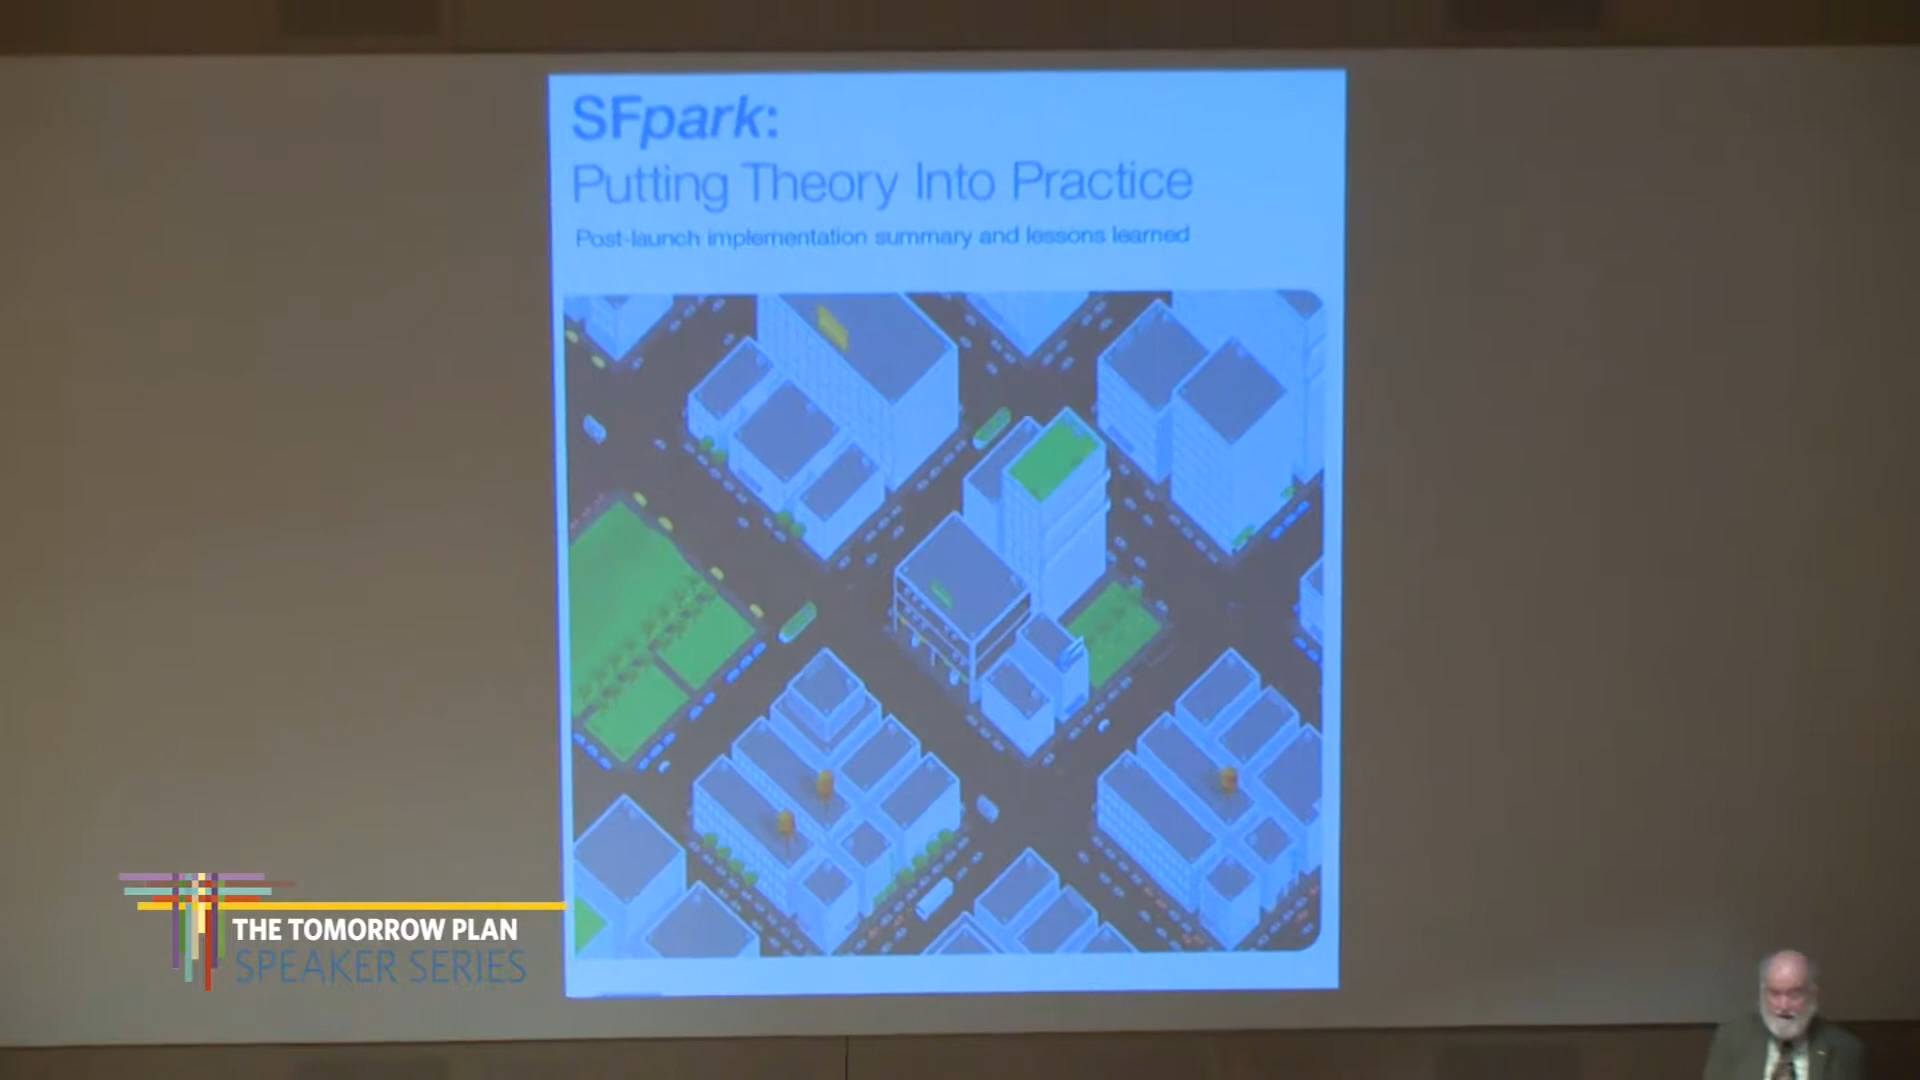 SFpark:
Putting Theory Into Practice
Post-launch implementation summary and lessons learned
THE TOMORROW PLAN
SPEAKER SERIES